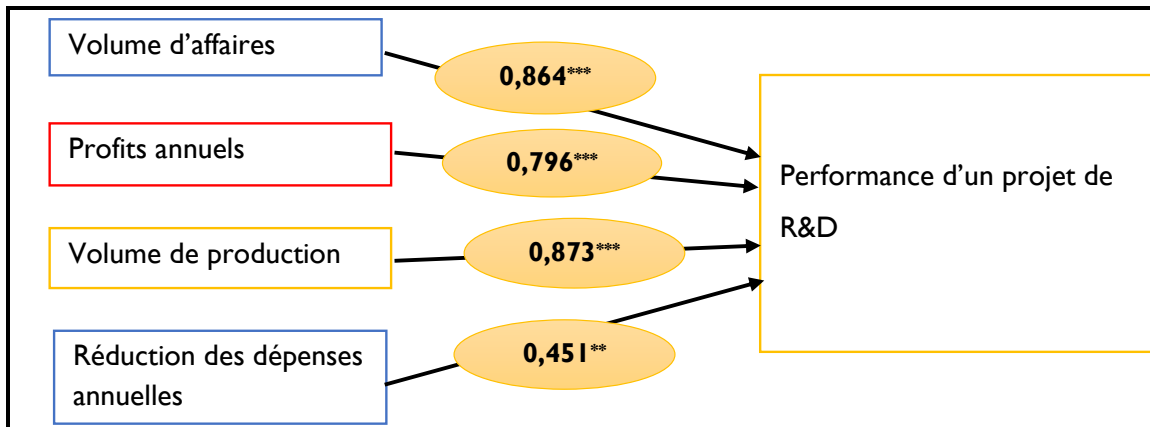 Volume d’affaires
0,864***
Profits annuels
0,796***
Performance d’un projet de
R&D
Volume de production
0,873***
Réduction des dépenses
annuelles
0,451**